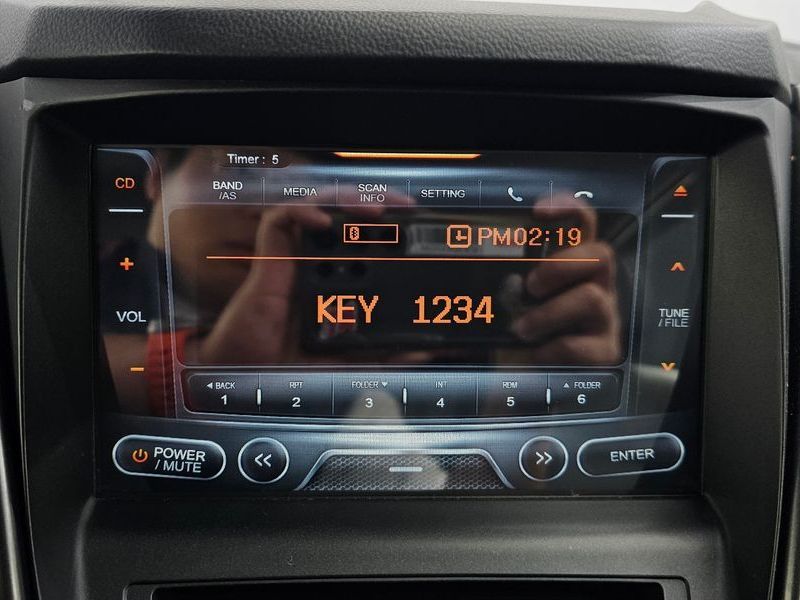 Timer : 5
CD
BAND
/AS
MEDIA
SCAN
INFO
SETTING
PM02:19
VOL
KEY 1234
TUNE
/ FILE
BACK
1
RPT
2
FOLDER
3
INT
4
RDM
5
FOLDER
6
POWER
/ MUTE
ENTER